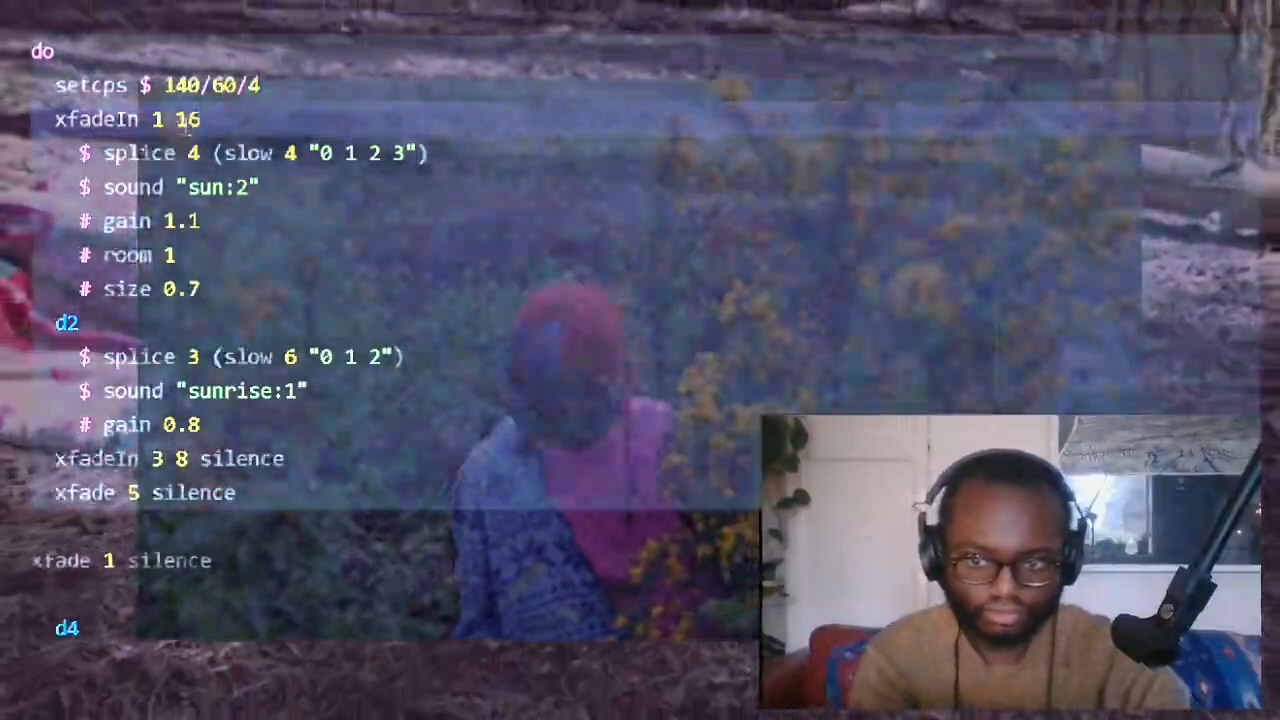 do
setcps $ 140/60/4
xfadeIn 1 16
$ splice 4 (slow 4 "0 1 2 3")
$ sound "sun:2"
# gain 1.1
# room 1
# size 0.7
d2
$ splice 3 (slow 6 "0 1 2")
$ sound "sunrise:1"
# gain 0.8
xfadeIn 3 8 silence
xfade 5 silence
xfade 1 silence
d4